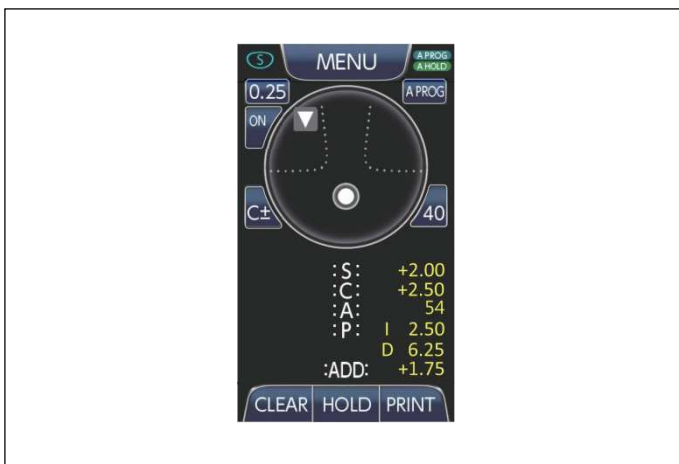 S MENU A PROG
A HOLD
0.25 A PROG
ON
C± 40
:S: +2.00
:C: +2.50
:A: 54
:P: I 2.50
D 6.25
:ADD: +1.75
CLEAR HOLD PRINT